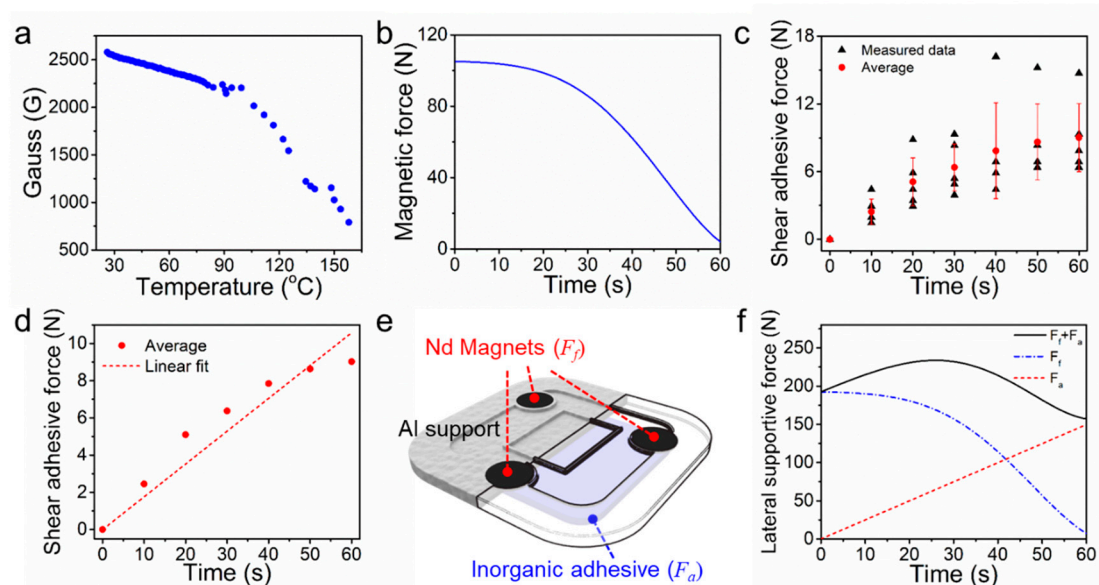 a
2500
2000
1500
1000
500
30 60 90 120 150
Gauss (G)
Temperature (°C)
b
120
80
40
0
0 10 20 30 40 50 60
Magnetic force (N)
Time (s)
c
18
12
6
0
0 10 20 30 40 50 60
Shear adhesive force (N)
Time (s)
Measured data
Average
d
10
8
6
4
2
0
0 10 20 30 40 50 60
Shear adhesive force (N)
Time (s)
Average
Linear fit
e
Nd Magnets (Ff)
Al support
Inorganic adhesive (Fa)
f
250
200
150
100
50
0
0 10 20 30 40 50 60
Lateral supportive force (N)
Time (s)
Ff+Fa
Ff
Fa